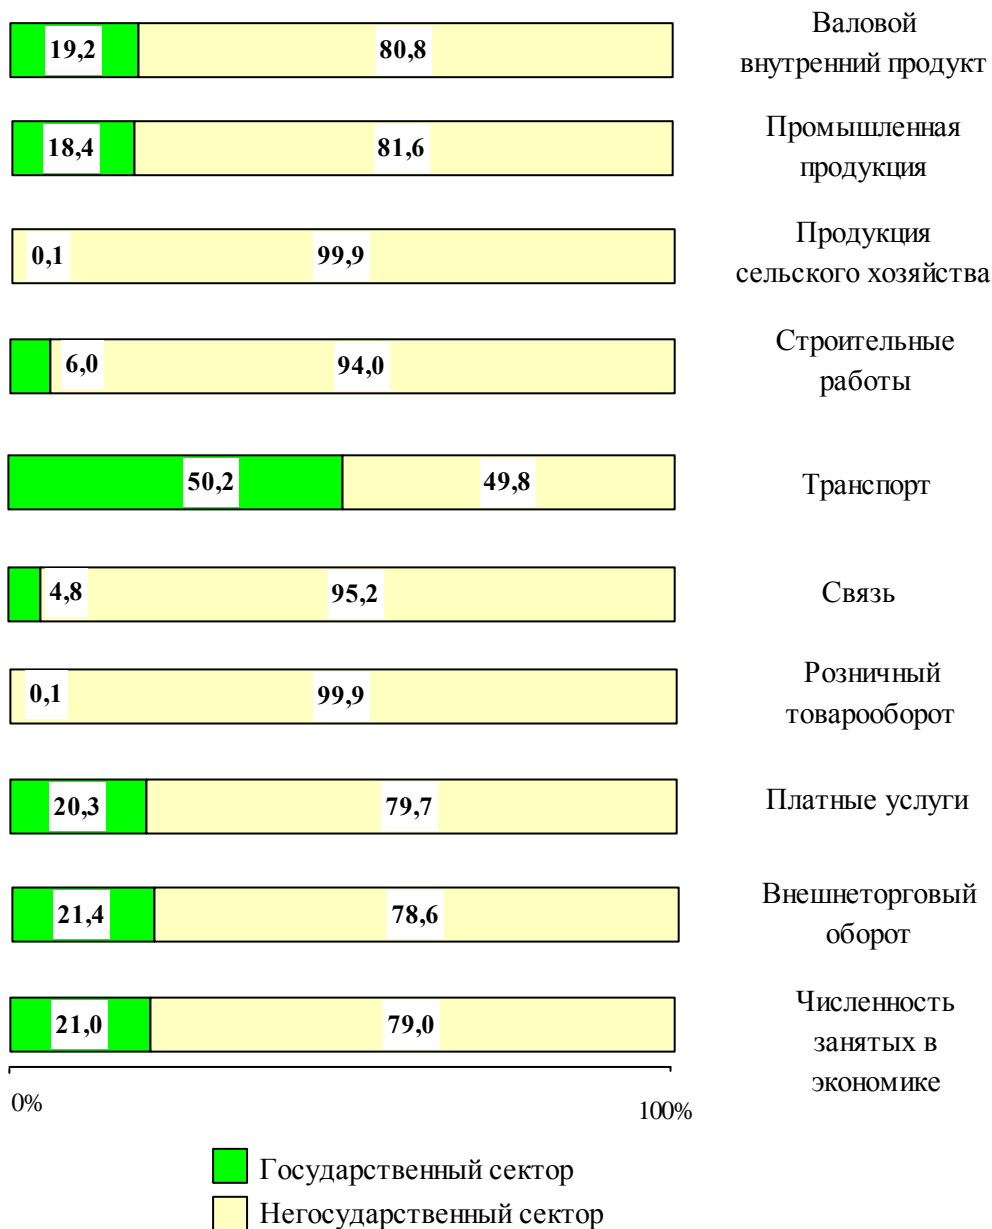 19,2 80,8 Валовой
внутренний продукт
18,4 81,6 Промышленная
продукция
0,1 99,9 Продукция
сельского хозяйства
6,0 94,0 Строительные
работы
50,2 49,8 Транспорт
4,8 95,2 Связь
0,1 99,9 Розничный
товарооборот
20,3 79,7 Платные услуги
21,4 78,6 Внешнеторговый
оборот
21,0 79,0 Численность
занятых в
экономике
0% 100%
Государственный сектор
Негосударственный сектор